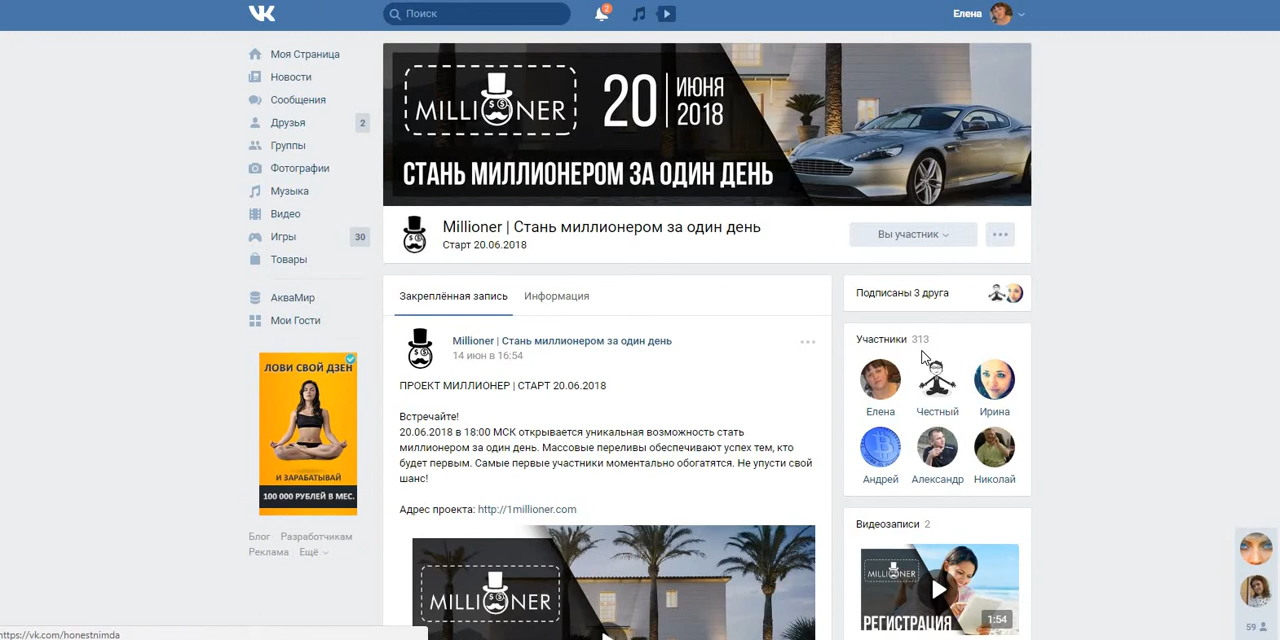 Поиск
2
Елена
Моя Страница
Новости
Сообщения
Друзья
2
Группы
Фотографии
Музыка
Видео
Игры
30
Товары
АкваМир
Мои Гости
ЛОВИ СВОЙ ДЗЕН
И ЗАРАБАТЫВАЙ
100 000 РУБЛЕЙ В МЕС.
Блог Разработчикам
Реклама Ещё
MILLIONER
20 ИЮНЯ
2018
СТАНЬ МИЛЛИОНЕРОМ ЗА ОДИН ДЕНЬ
Millioner | Стань миллионером за один день
Старт 20.06.2018
Вы участник
Закреплённая запись Информация
Millioner | Стань миллионером за один день
14 июн в 16:54
ПРОЕКТ МИЛЛИОНЕР | СТАРТ 20.06.2018
Встречайте!
20.06.2018 в 18:00 МСК открывается уникальная возможность стать
миллионером за один день. Массовые переливы обеспечивают успех тем, кто
будет первым. Самые первые участники моментально обогатятся. Не упусти свой
шанс!
Адрес проекта: http://1millioner.com
MILLIONER
Подписаны 3 друга
Участники 313
Елена Честный Ирина
Андрей Александр Николай
Видеозаписи 2
MILLIONER
РЕГИСТРАЦИЯ
1:54
59
https://vk.com/honestnimda